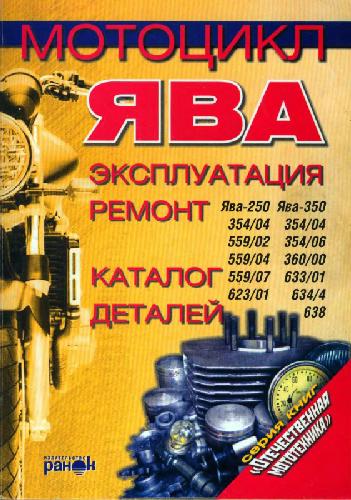 МОТОЦИКЛ
ЯВА
ЭКСПЛУАТАЦИЯ
РЕМОНТ
Ява-250 Ява-350
354/04 354/04
559/02 354/06
559/04 360/00
559/07 633/01
623/01 634/4
638
КАТАЛОГ
ДЕТАЛЕЙ
серия книг
«ОТЕЧЕСТВЕННАЯ
МОТОТЕХНИКА»
ИЗДАТЕЛЬСТВО
РАНОК